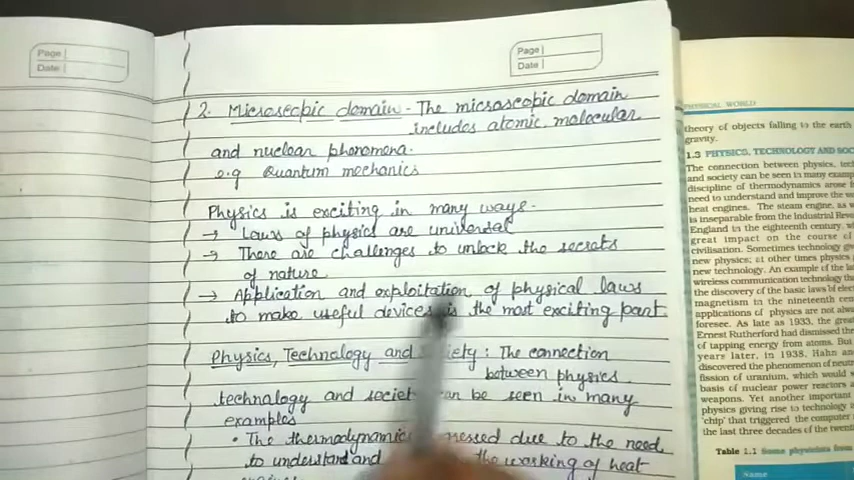 Page
Date
Page
Date
2. Microscopic domain - The microscopic domain
includes atomic, molecular
and nuclear phenomena.
e.g Quantum mechanics
Physics is exciting in many ways.
→ Laws of physics are universal
→ There are challenges to unlock the secrets
of nature
→ Application and exploitation of physical laws
to make useful devices is the most exciting part.
Physics, Technology and Society : The connection
between physics,
technology and society can be seen in many
examples
• The thermodynamics due to the need
to understand and the working of heat
PHYSICAL WORLD
theory of objects falling to the earth
gravity.
1.3 PHYSICS, TECHNOLOGY AND SOC
The connection between physics, tech
and society can be seen in many examp
discipline of thermodynamics arose
need to understand and improve the wo
heat engines. The steam engine, as w
is inseparable from the Industrial Revo
England in the eighteenth century, w
great impact on the course of
civilisation. Sometimes technology g
new physics; at other times physics
new technology. An example of the la
wireless communication technology tha
the discovery of the basic laws of elect
magnetism in the nineteenth cent
applications of physics are not alwa
foresee. As late as 1933, the great
Ernest Rutherford had dismissed the
of tapping energy from atoms. But
years later, in 1938, Hahn and
discovered the phenomenon of neutron
fission of uranium, which would
basis of nuclear power reactors a
weapons. Yet another important
physics giving rise to technology
'chip' that triggered the computer
the last three decades of the twent
Table 1.1 Some physicists from
Name